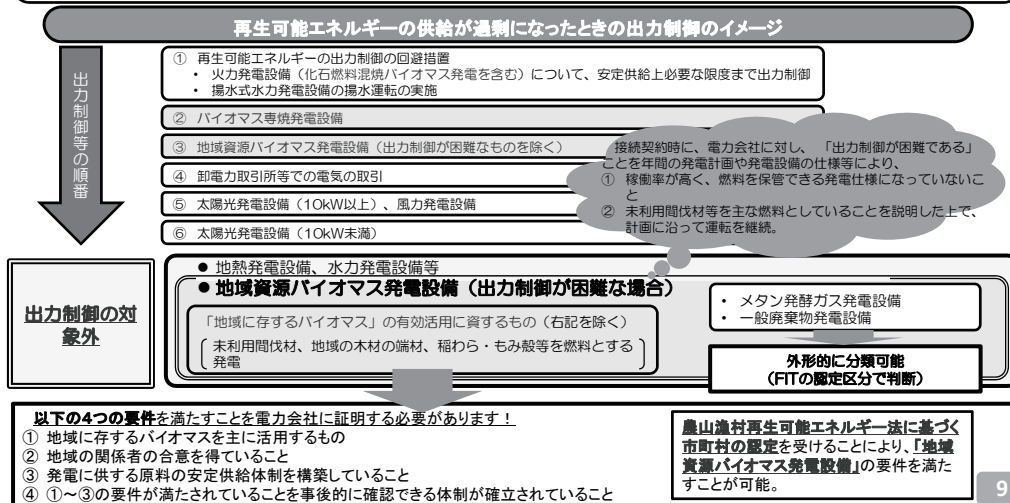 再生可能エネルギーの供給が過剰になったときの出力制御のイメージ
出力制御等の順番
① 再生可能エネルギーの出力制御の回避措置
・ 火力発電設備（化石燃料混焼バイオマス発電を含む）について、安定供給上必要な限度まで出力制御
・ 揚水式水力発電設備の揚水運転の実施
② バイオマス専焼発電設備
③ 地域資源バイオマス発電設備（出力制御が困難なものを除く）
④ 卸電力取引所等での電気の取引
⑤ 太陽光発電設備（10kW以上）、風力発電設備
⑥ 太陽光発電設備（10kW未満）
接続契約時に、電力会社に対し、「出力制御が困難である」
ことを年間の発電計画や発電設備の仕様等により、
① 稼働率が高く、燃料を保管できる発電仕様になっていないこ
と
② 未利用間伐材等を主な燃料としていることを説明した上で、
計画に沿って運転を継続。
出力制御の対
象外
● 地熱発電設備、水力発電設備等
● 地域資源バイオマス発電設備（出力制御が困難な場合）
「地域に存するバイオマス」の有効活用に資するもの（右記を除く）
未利用間伐材、地域の木材の端材、稲わら・もみ殻等を燃料とする
発電
・ メタン発酵ガス発電設備
・ 一般廃棄物発電設備
外形的に分類可能
（FITの認定区分で判断）
以下の4つの要件を満たすことを電力会社に証明する必要があります！
① 地域に存するバイオマスを主に活用するもの
② 地域の関係者の合意を得ていること
③ 発電に供する原料の安定供給体制を構築していること
④ ①～③の要件が満たされていることを事後的に確認できる体制が確立されていること
農山漁村再生可能エネルギー法に基づく
市町村の認定を受けることにより、「地域
資源バイオマス発電設備」の要件を満た
すことが可能。
9